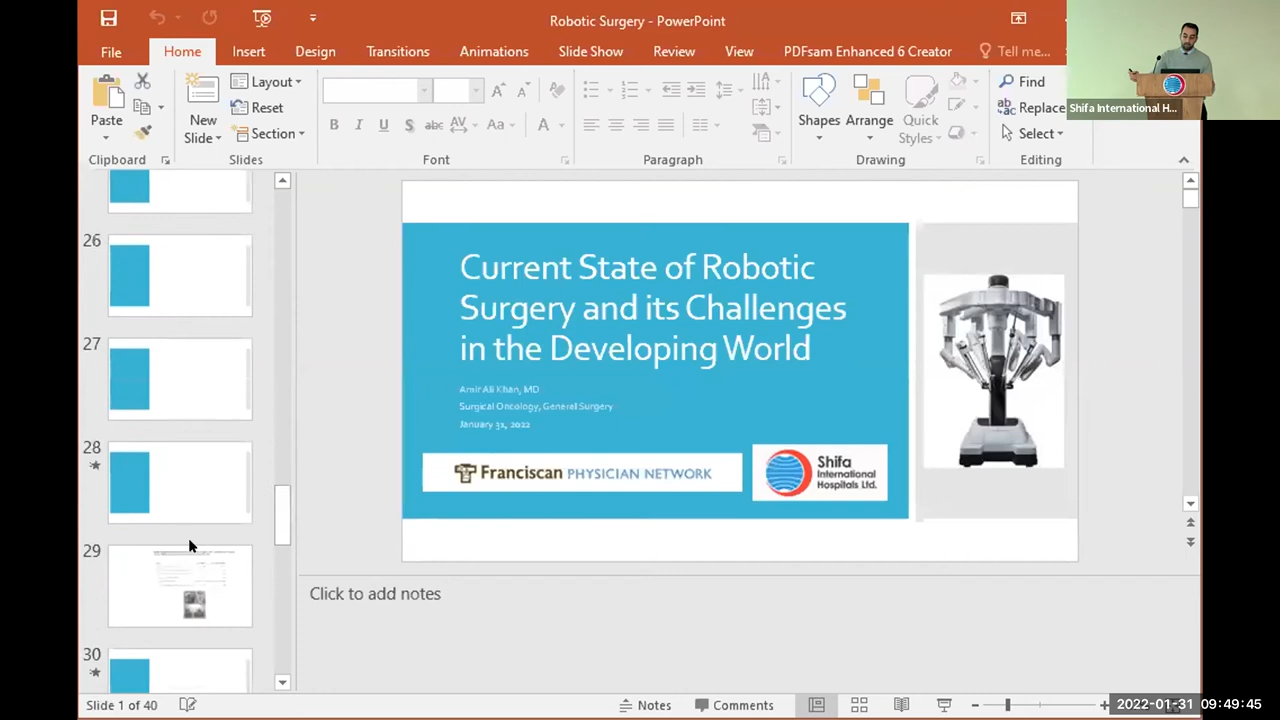 Robotic Surgery - PowerPoint
File
Home
Insert
Design
Transitions
Animations
Slide Show
Review
View
PDFsam Enhanced 6 Creator
Tell me...
Paste
New
Slide
Layout
Reset
Section
Shapes
Arrange
Quick
Styles
Find
Replace
Select
Clipboard
Slides
Font
Paragraph
Drawing
Editing
Shifa International H...
26
27
28
29
30
Current State of Robotic
Surgery and its Challenges
in the Developing World
Amir Ali Khan, MD
Surgical Oncology, General Surgery
January 31, 2022
Franciscan PHYSICIAN NETWORK
Shifa
International
Hospitals Ltd.
Click to add notes
Slide 1 of 40
Notes
Comments
2022-01-31 09:49:45